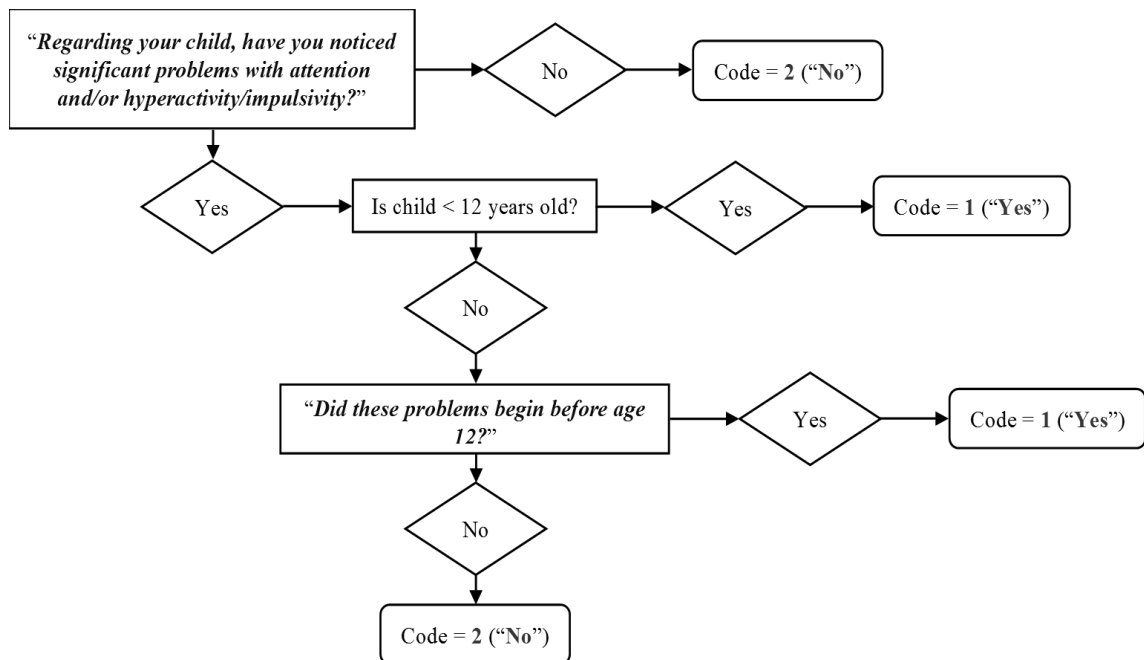 “Regarding your child, have you noticed
significant problems with attention
and/or hyperactivity/impulsivity?”
No
Code = 2 (“No”)
Yes
Is child < 12 years old?
Yes
Code = 1 (“Yes”)
No
“Did these problems begin before age
12?”
Yes
Code = 1 (“Yes”)
No
Code = 2 (“No”)